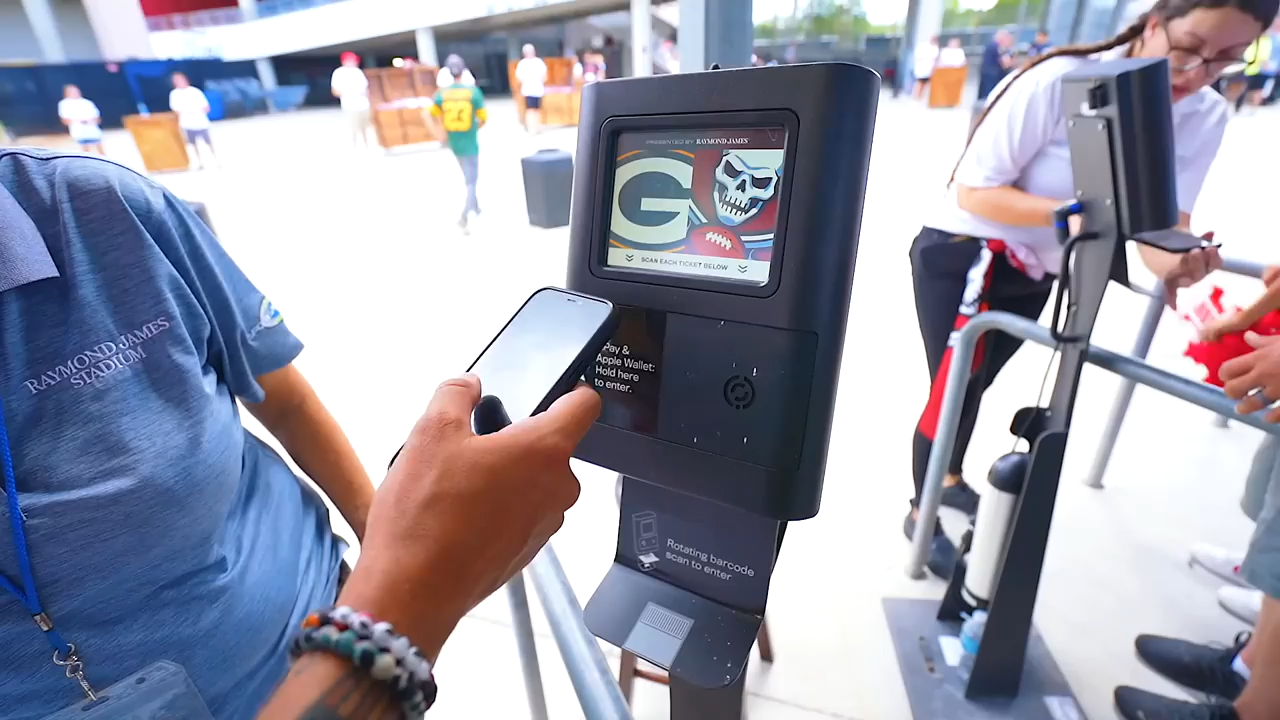 RAYMOND JAMES
STADIUM
23
PRESENTED BY RAYMOND JAMES
G
SCAN EACH TICKET BELOW
Pay &
Apple Wallet:
Hold here
to enter.
Rotating barcode
scan to enter